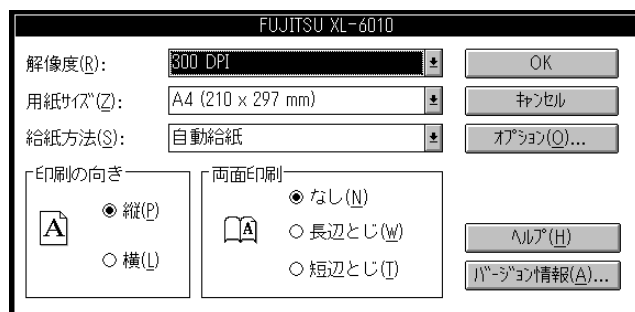 FUJITSU XL-6010
解像度(R): 300 DPI OK
用紙ｻｲｽﾞ(Z): A4 (210 x 297 mm) ｷｬﾝｾﾙ
給紙方法(S): 自動給紙 ｵﾌﾟｼｮﾝ(O)...
印刷の向き
A
縦(P)
横(L)
両面印刷
A
なし(N)
長辺とじ(W)
短辺とじ(T)
ﾍﾙﾌﾟ(H)
ﾊﾞｰｼﾞｮﾝ情報(A)...